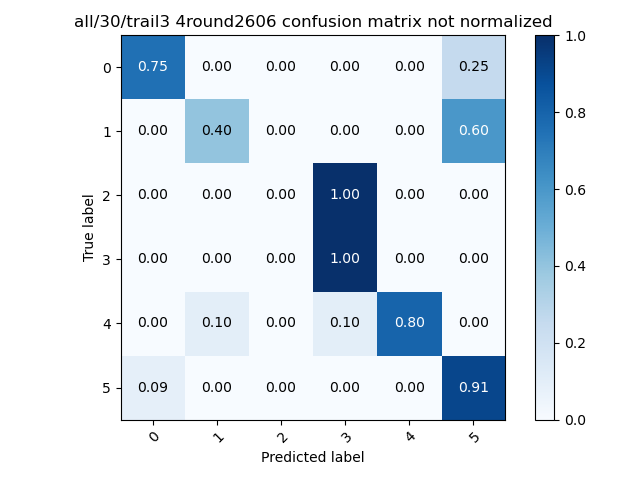 all/30/trail3 4round2606 confusion matrix not normalized
0 0.75 0.00 0.00 0.00 0.00 0.25
1 0.00 0.40 0.00 0.00 0.00 0.60
2 0.00 0.00 0.00 1.00 0.00 0.00
3 0.00 0.00 0.00 1.00 0.00 0.00
4 0.00 0.10 0.00 0.10 0.80 0.00
5 0.09 0.00 0.00 0.00 0.00 0.91
0 1 2 3 4 5
True label
Predicted label
1.0
0.8
0.6
0.4
0.2
0.0